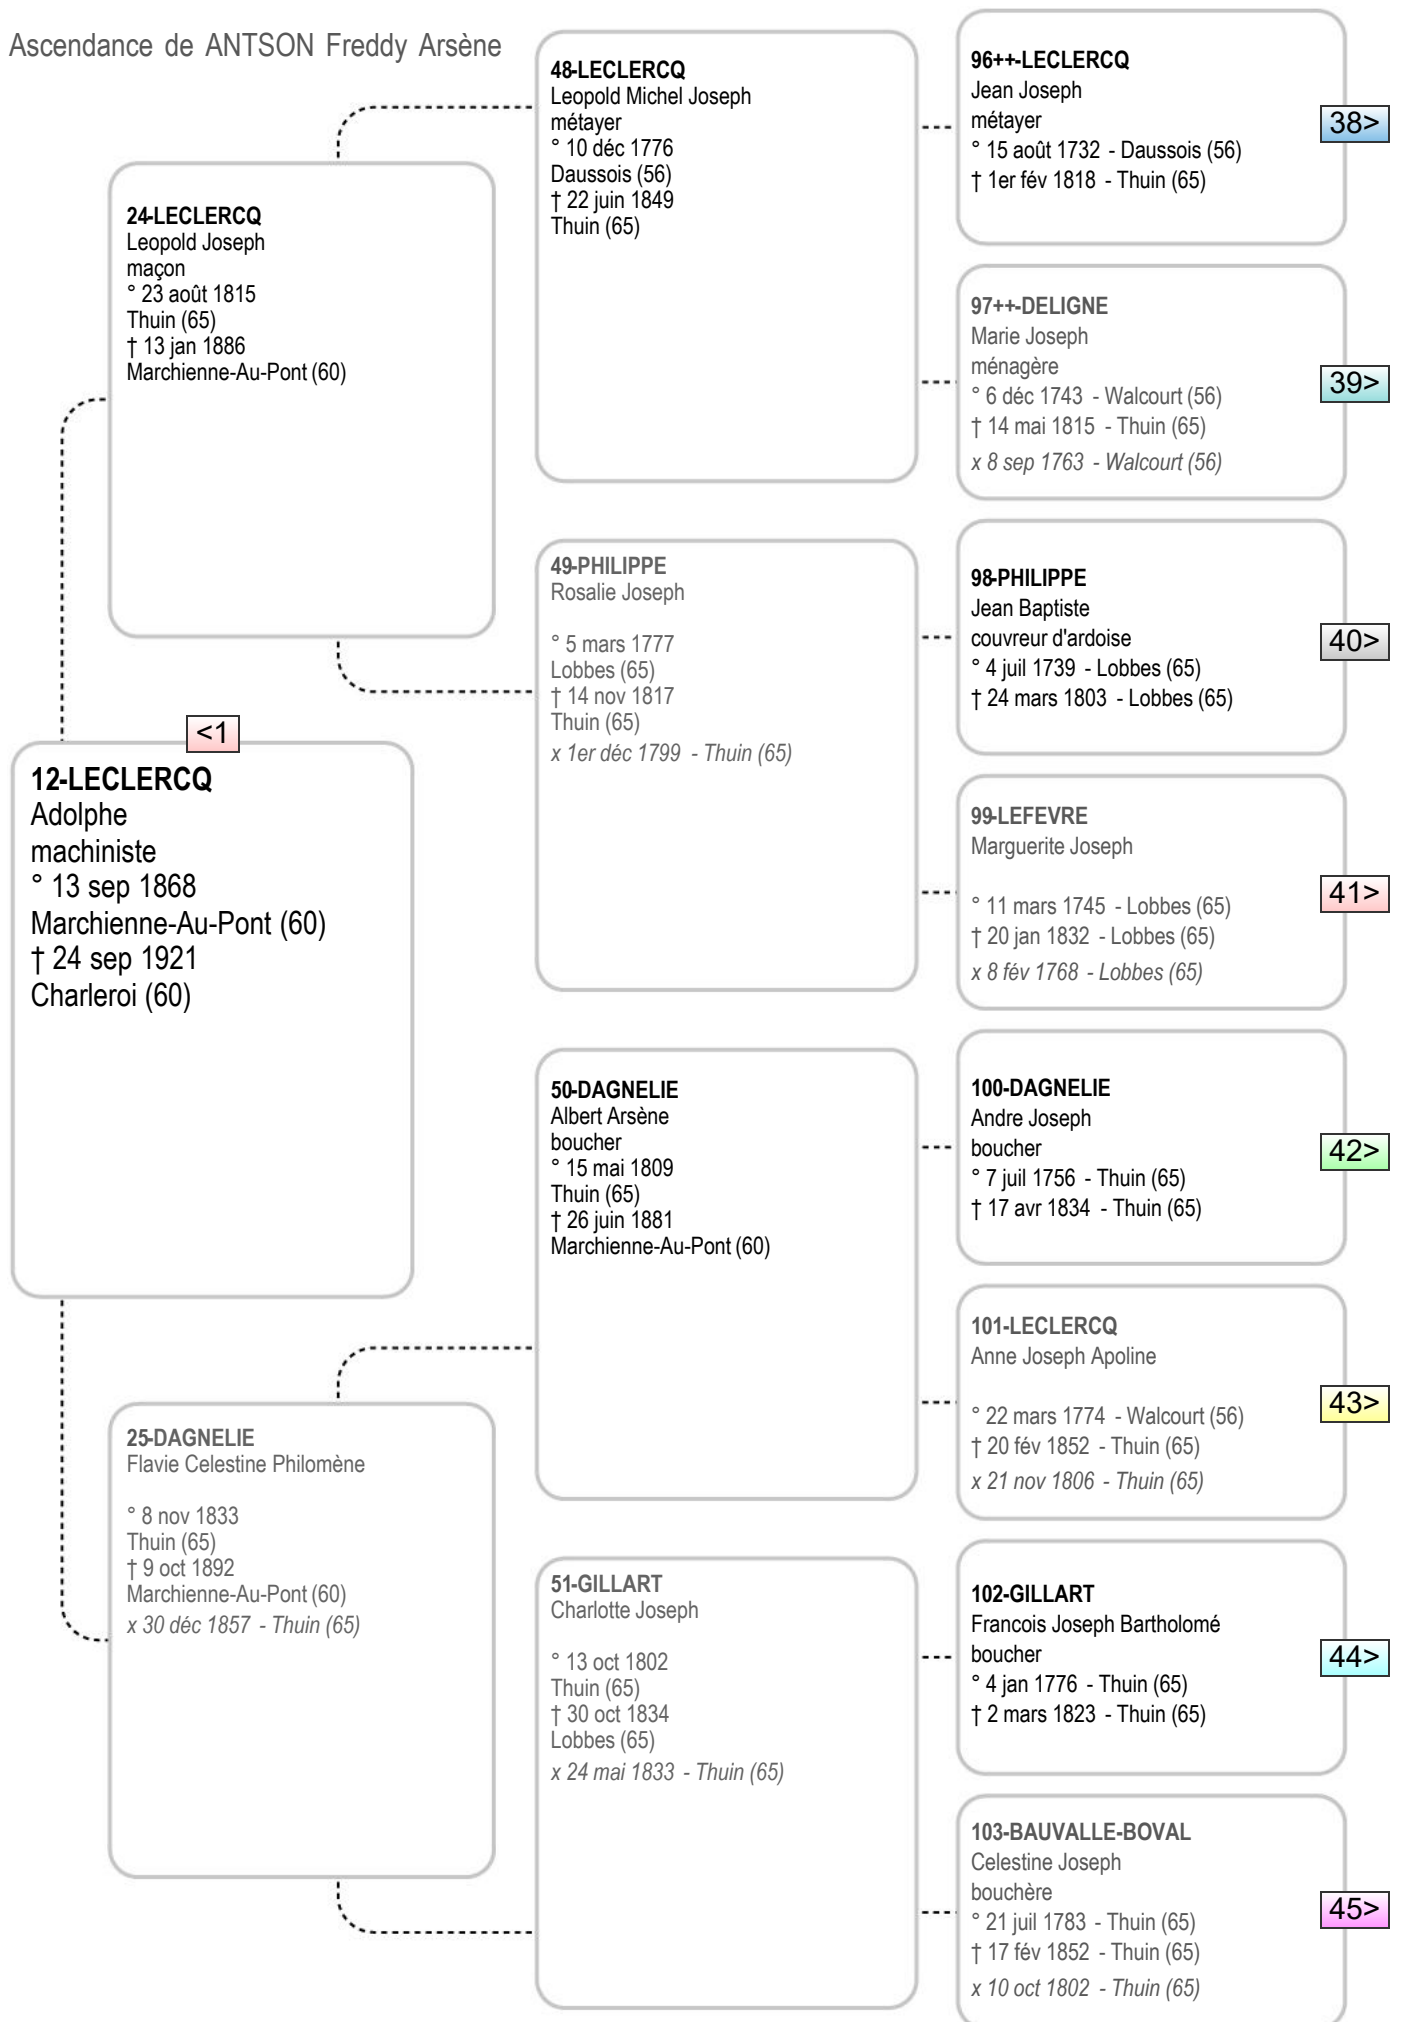 Ascendance de ANTSON Freddy Arsène
<1
12-LECLERCQ
Adolphe
machiniste
° 13 sep 1868
Marchienne-Au-Pont (60)
† 24 sep 1921
Charleroi (60)
24-LECLERCQ
Leopold Joseph
maçon
° 23 août 1815
Thuin (65)
† 13 jan 1886
Marchienne-Au-Pont (60)
25-DAGNELIE
Flavie Celestine Philomène
° 8 nov 1833
Thuin (65)
† 9 oct 1892
Marchienne-Au-Pont (60)
x 30 déc 1857 - Thuin (65)
48-LECLERCQ
Leopold Michel Joseph
métayer
° 10 déc 1776
Daussois (56)
† 22 juin 1849
Thuin (65)
49-PHILIPPE
Rosalie Joseph
° 5 mars 1777
Lobbes (65)
† 14 nov 1817
Thuin (65)
x 1er déc 1799 - Thuin (65)
50-DAGNELIE
Albert Arsène
boucher
° 15 mai 1809
Thuin (65)
† 26 juin 1881
Marchienne-Au-Pont (60)
51-GILLART
Charlotte Joseph
° 13 oct 1802
Thuin (65)
† 30 oct 1834
Lobbes (65)
x 24 mai 1833 - Thuin (65)
96++-LECLERCQ
Jean Joseph
métayer
° 15 août 1732 - Daussois (56)
† 1er fév 1818 - Thuin (65)
38>
97++-DELIGNE
Marie Joseph
ménagère
° 6 déc 1743 - Walcourt (56)
† 14 mai 1815 - Thuin (65)
x 8 sep 1763 - Walcourt (56)
39>
98-PHILIPPE
Jean Baptiste
couvreur d'ardoise
° 4 juil 1739 - Lobbes (65)
† 24 mars 1803 - Lobbes (65)
40>
99-LEFEVRE
Marguerite Joseph
° 11 mars 1745 - Lobbes (65)
† 20 jan 1832 - Lobbes (65)
x 8 fév 1768 - Lobbes (65)
41>
100-DAGNELIE
Andre Joseph
boucher
° 7 juil 1756 - Thuin (65)
† 17 avr 1834 - Thuin (65)
42>
101-LECLERCQ
Anne Joseph Apoline
° 22 mars 1774 - Walcourt (56)
† 20 fév 1852 - Thuin (65)
x 21 nov 1806 - Thuin (65)
43>
102-GILLART
Francois Joseph Bartholomé
boucher
° 4 jan 1776 - Thuin (65)
† 2 mars 1823 - Thuin (65)
44>
103-BAUVALLE-BOVAL
Celestine Joseph
bouchère
° 21 juil 1783 - Thuin (65)
† 17 fév 1852 - Thuin (65)
x 10 oct 1802 - Thuin (65)
45>